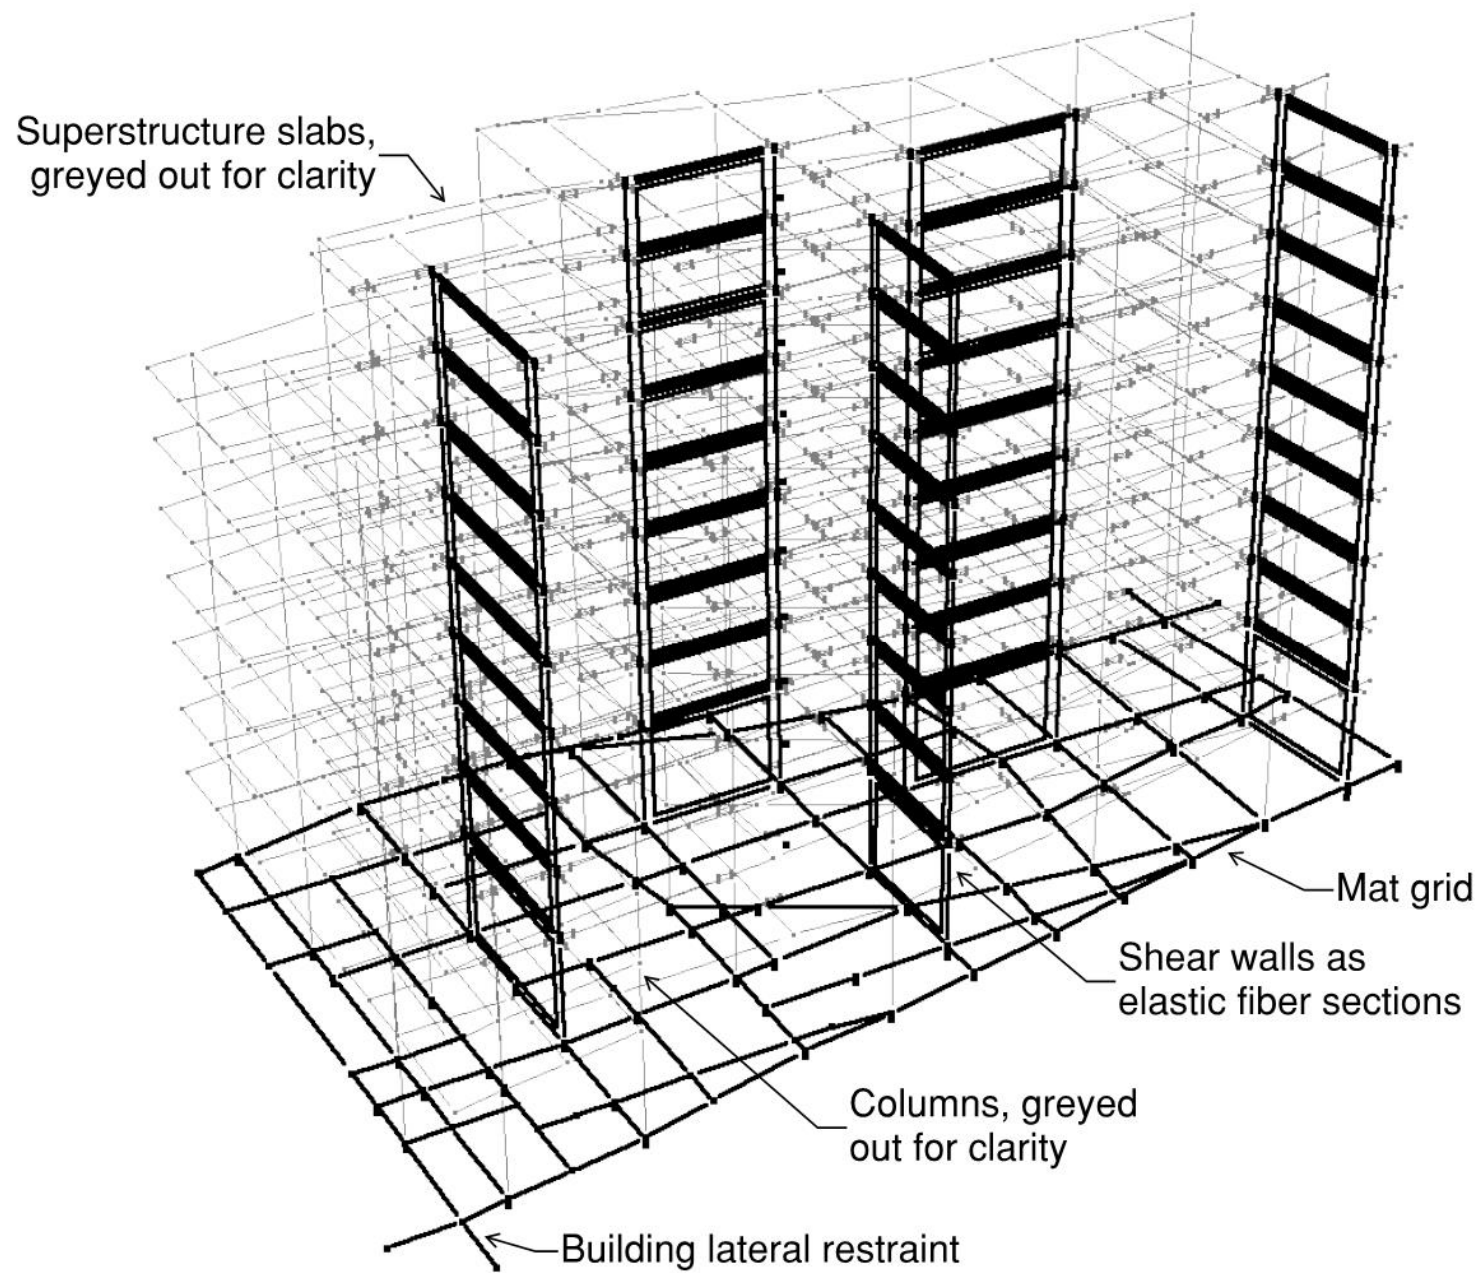 Superstructure slabs,
greyed out for clarity
Mat grid
Shear walls as
elastic fiber sections
Columns, greyed
out for clarity
Building lateral restraint